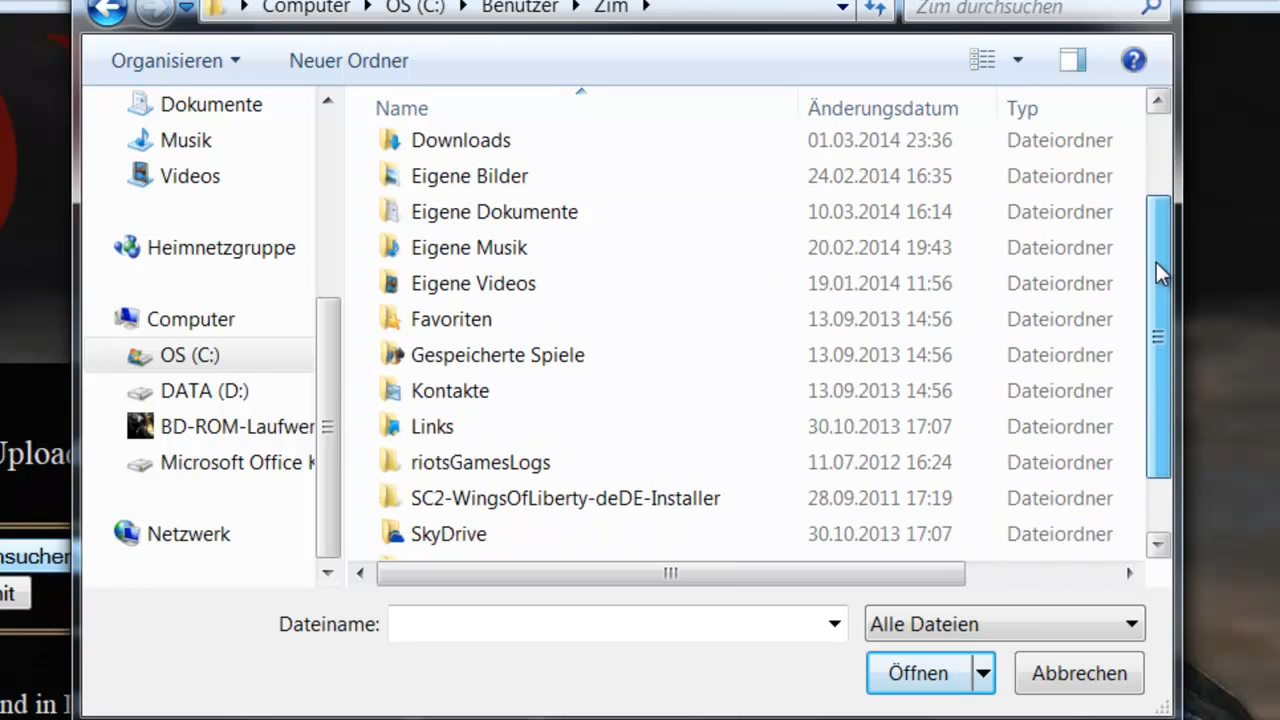 Computer OS (C:) Benutzer Zim
Zim durchsuchen
Organisieren Neuer Ordner
Dokumente
Musik
Videos
Heimnetzgruppe
Computer
OS (C:)
DATA (D:)
BD-ROM-Laufwer
Microsoft Office K
Netzwerk
Name Änderungsdatum Typ
Downloads 01.03.2014 23:36 Dateiordner
Eigene Bilder 24.02.2014 16:35 Dateiordner
Eigene Dokumente 10.03.2014 16:14 Dateiordner
Eigene Musik 20.02.2014 19:43 Dateiordner
Eigene Videos 19.01.2014 11:56 Dateiordner
Favoriten 13.09.2013 14:56 Dateiordner
Gespeicherte Spiele 13.09.2013 14:56 Dateiordner
Kontakte 13.09.2013 14:56 Dateiordner
Links 30.10.2013 17:07 Dateiordner
riotsGamesLogs 11.07.2012 16:24 Dateiordner
SC2-WingsOfLiberty-deDE-Installer 28.09.2011 17:19 Dateiordner
SkyDrive 30.10.2013 17:07 Dateiordner
Dateiname: Alle Dateien
Öffnen Abbrechen
Uploa
nsuchen
it
nd in